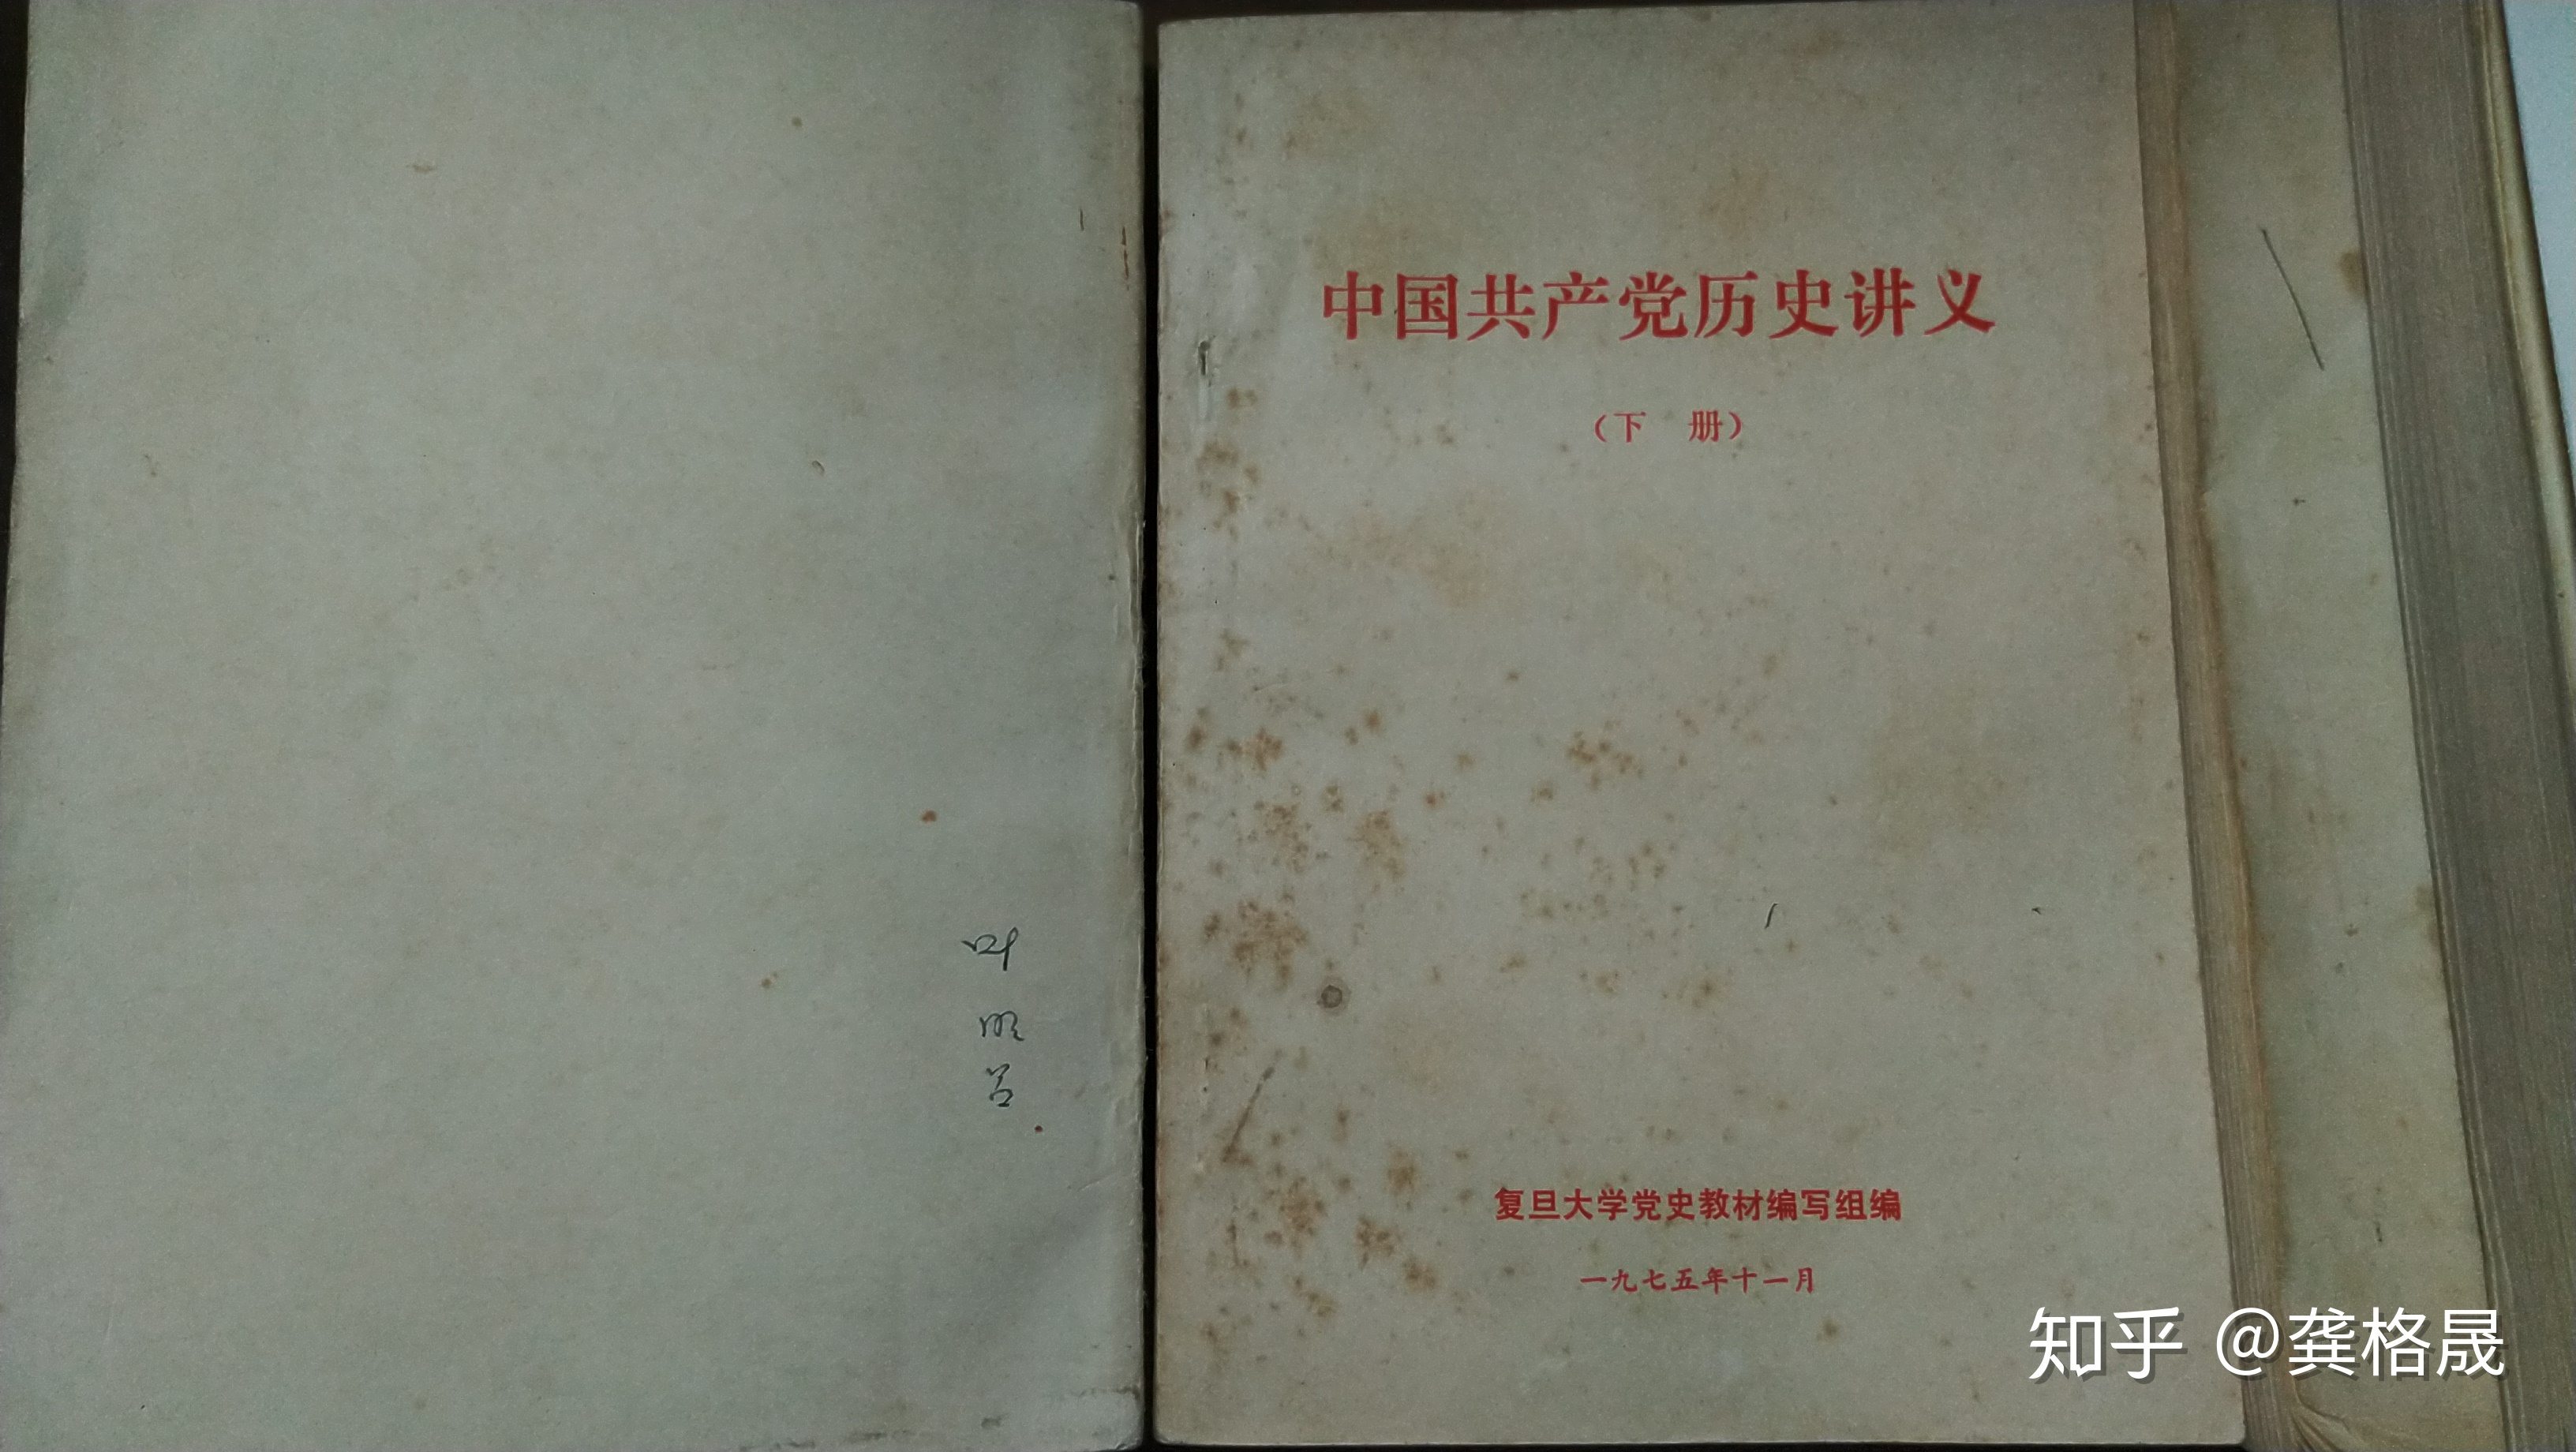 叶
明
中国共产党历史讲义
（下 册）
复旦大学党史教材编写组编
一九七五年十一月
知乎 @龚格晟